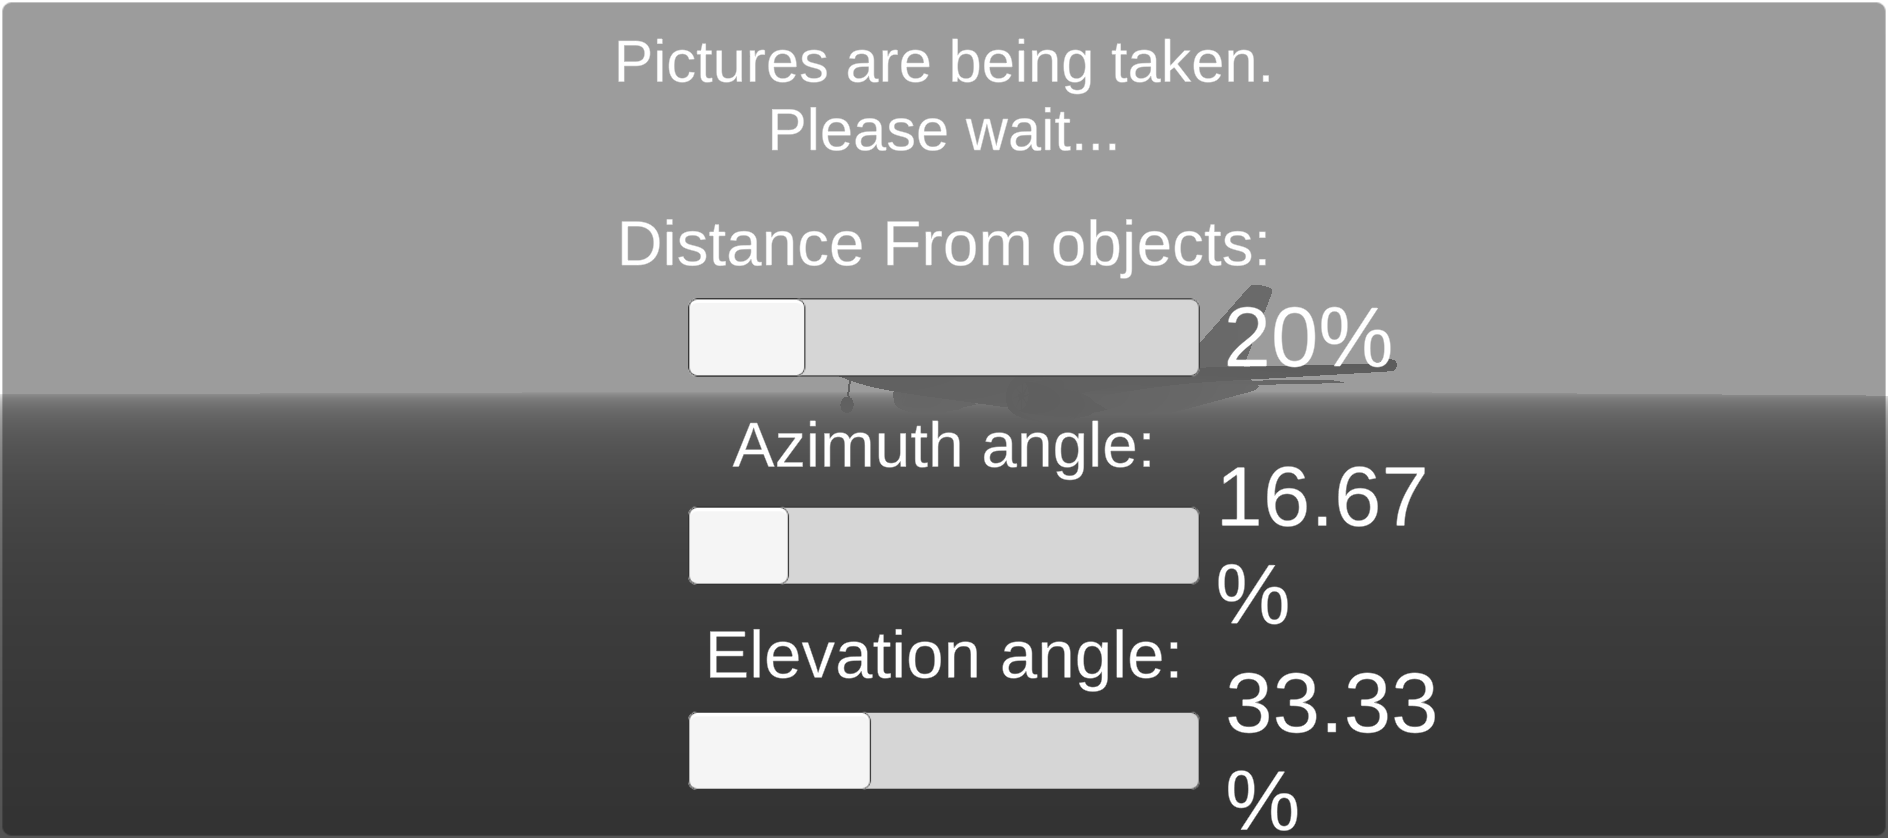 Pictures are being taken.
Please wait...
Distance From objects:
20%
Azimuth angle:
16.67
%
Elevation angle:
33.33
%